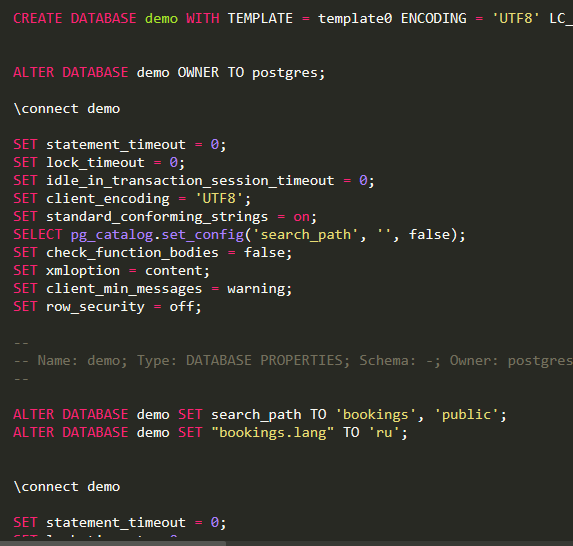 CREATE DATABASE demo WITH TEMPLATE = template0 ENCODING = 'UTF8' LC_
ALTER DATABASE demo OWNER TO postgres;
\connect demo
SET statement_timeout = 0;
SET lock_timeout = 0;
SET idle_in_transaction_session_timeout = 0;
SET client_encoding = 'UTF8';
SET standard_conforming_strings = on;
SELECT pg_catalog.set_config('search_path', '', false);
SET check_function_bodies = false;
SET xmloption = content;
SET client_min_messages = warning;
SET row_security = off;
--
-- Name: demo; Type: DATABASE PROPERTIES; Schema: -; Owner: postgres
--
ALTER DATABASE demo SET search_path TO 'bookings', 'public';
ALTER DATABASE demo SET "bookings.lang" TO 'ru';
\connect demo
SET statement_timeout = 0;